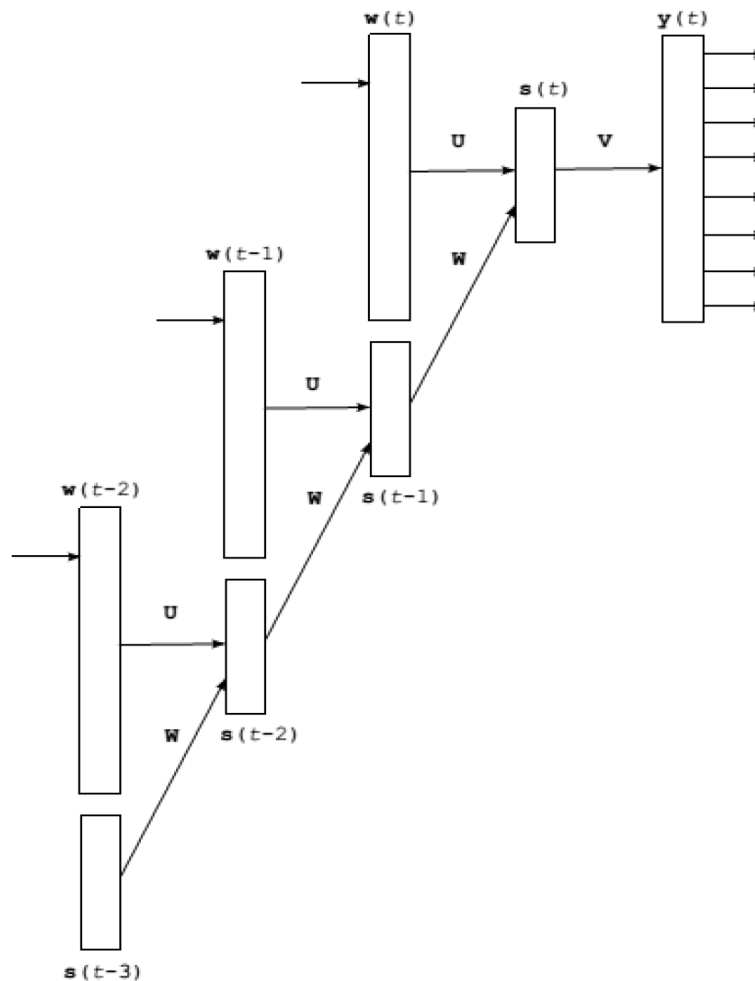 w(t)
y(t)
s(t)
U
V
w(t-1)
W
U
s(t-1)
w(t-2)
W
U
s(t-2)
W
s(t-3)